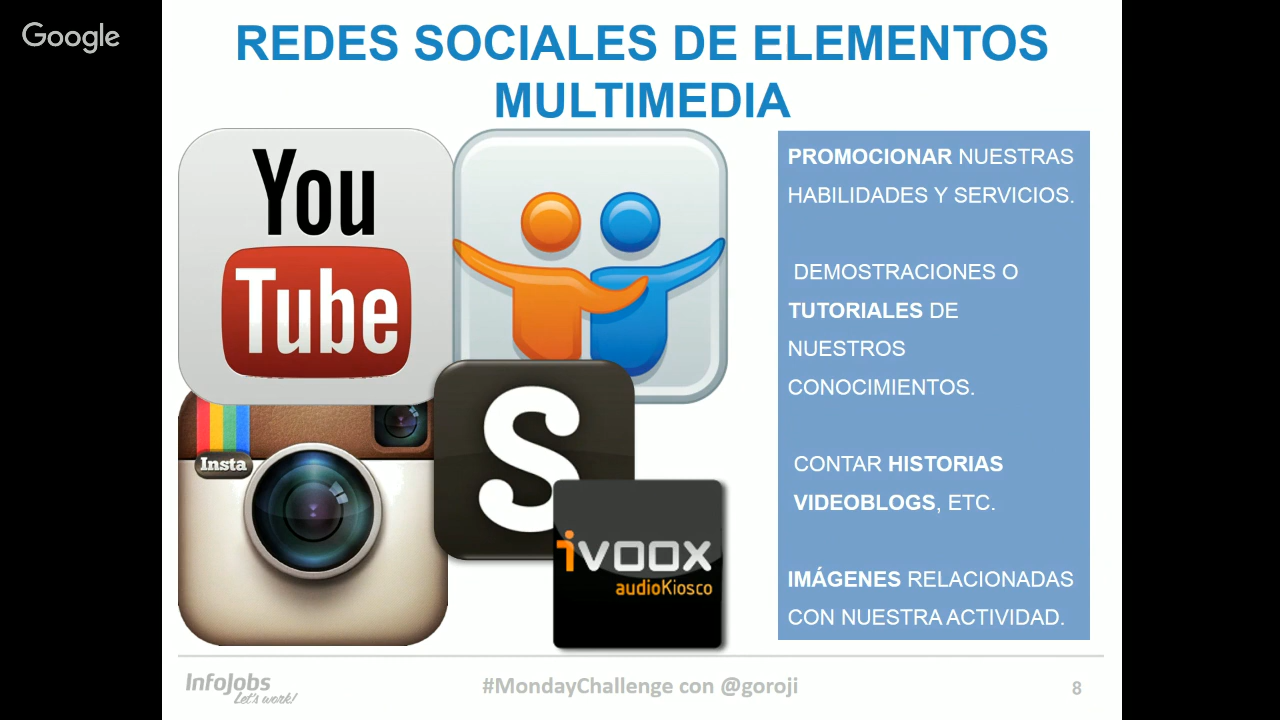 Google
REDES SOCIALES DE ELEMENTOS
MULTIMEDIA
You
Tube
Insta
S
ivoox
audioKiosco
PROMOCIONAR NUESTRAS
HABILIDADES Y SERVICIOS.
DEMOSTRACIONES O
TUTORIALES DE
NUESTROS
CONOCIMIENTOS.
CONTAR HISTORIAS
VIDEOBLOGS, ETC.
IMÁGENES RELACIONADAS
CON NUESTRA ACTIVIDAD.
InfoJobs
Let's work!
#MondayChallenge con @goroji
8